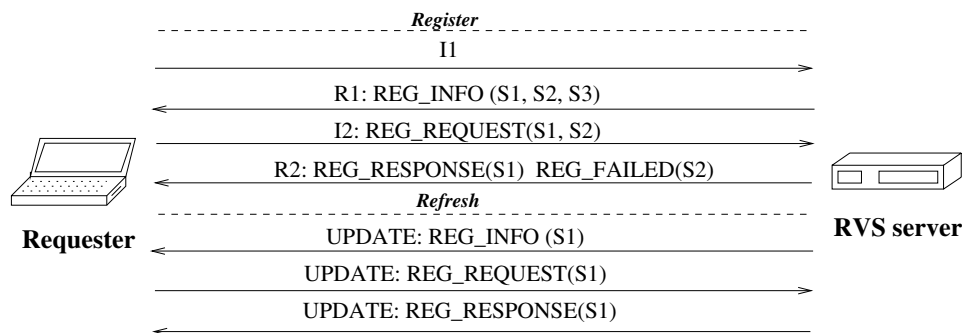 Register
I1
R1: REG_INFO (S1, S2, S3)
I2: REG_REQUEST(S1, S2)
R2: REG_RESPONSE(S1) REG_FAILED(S2)
Refresh
Requester
RVS server
UPDATE: REG_INFO (S1)
UPDATE: REG_REQUEST(S1)
UPDATE: REG_RESPONSE(S1)